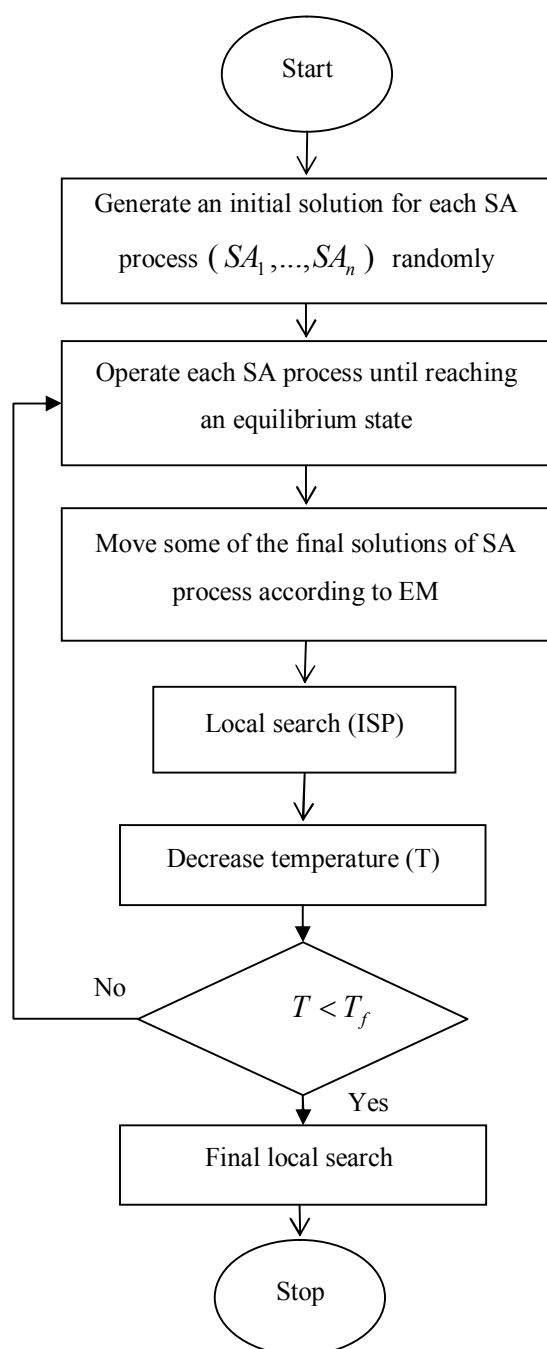 Start
Generate an initial solution for each SA
process ( SA₁ ,..., SAₙ ) randomly
Operate each SA process until reaching
an equilibrium state
Move some of the final solutions of SA
process according to EM
Local search (ISP)
Decrease temperature (T)
No
T < T_f
Yes
Final local search
Stop